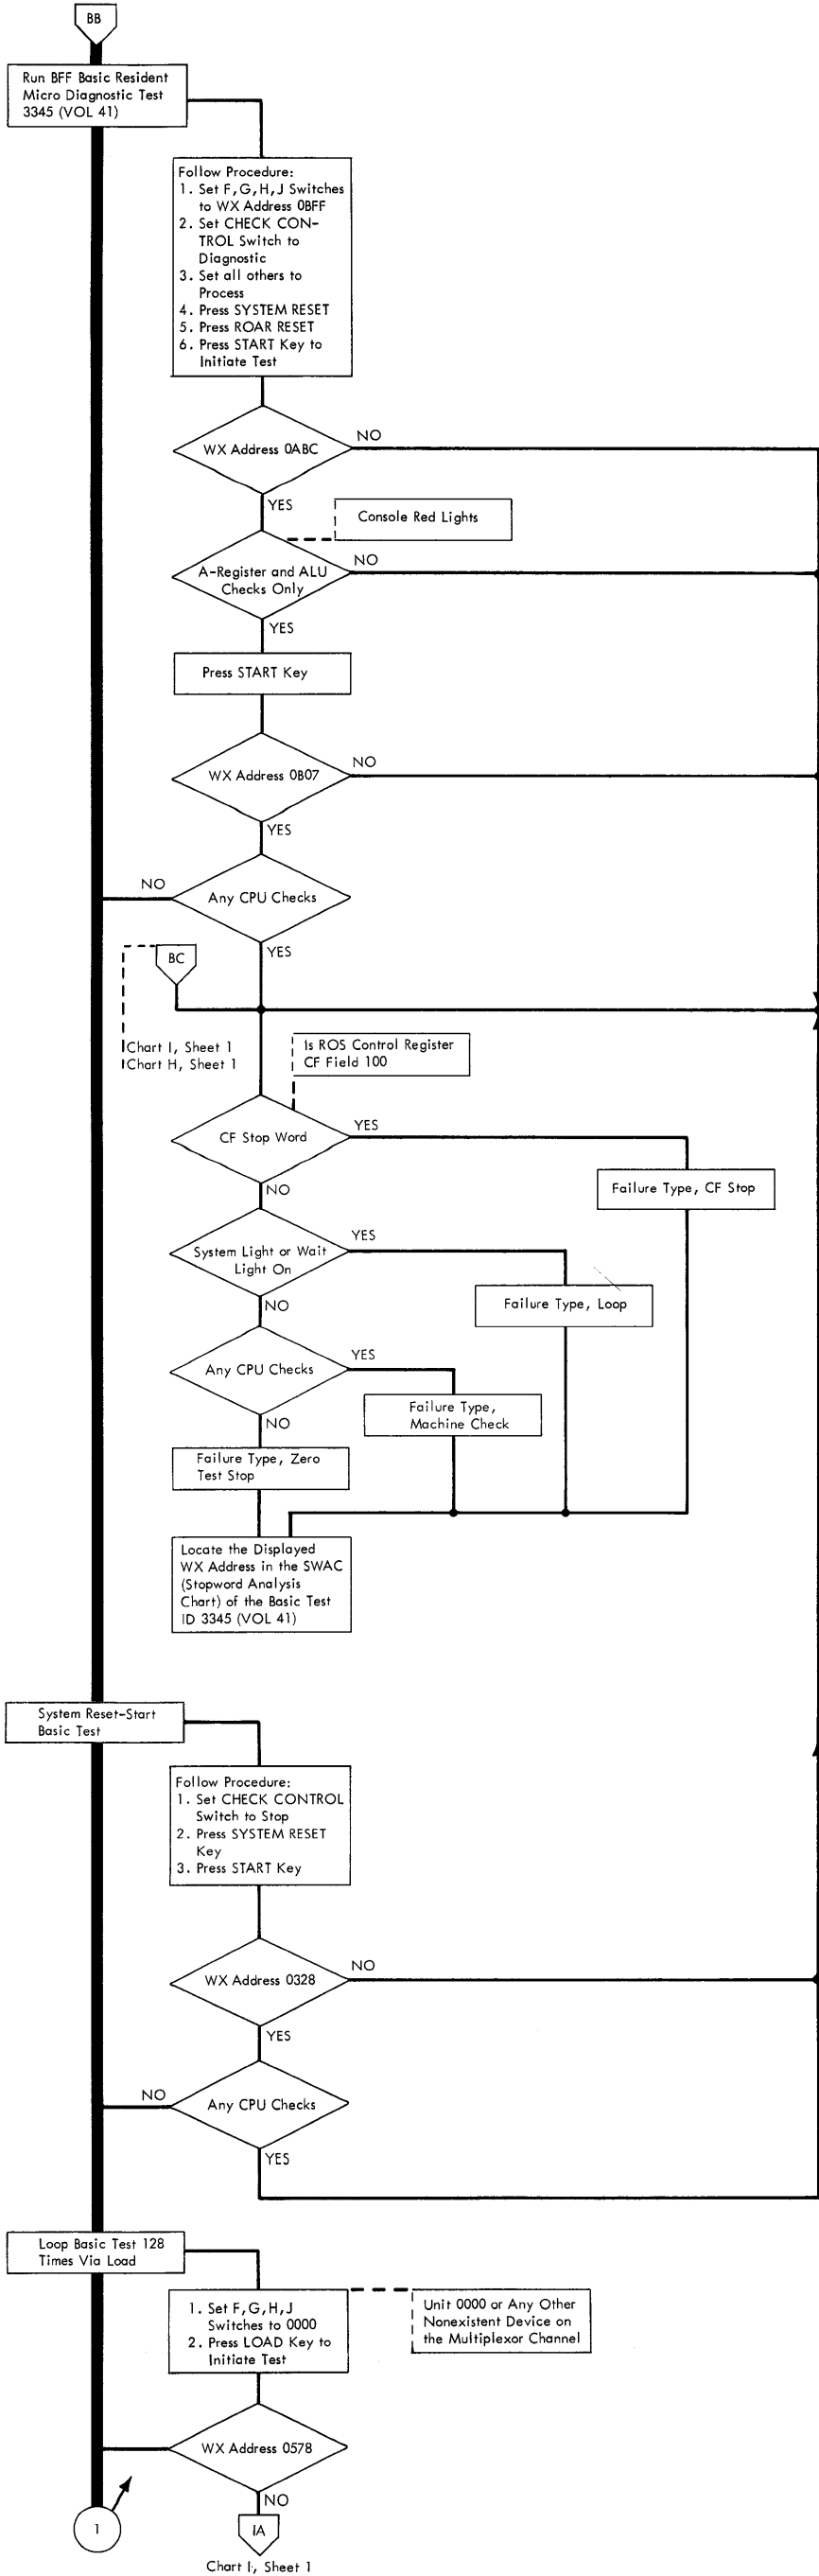 BB
Run BFF Basic Resident
Micro Diagnostic Test
3345 (VOL 41)
Follow Procedure:
1. Set F,G,H,J Switches
to WX Address 0BFF
2. Set CHECK CON-
TROL Switch to
Diagnostic
3. Set all others to
Process
4. Press SYSTEM RESET
5. Press ROAR RESET
6. Press START Key to
Initiate Test
WX Address 0ABC
NO
YES
Console Red Lights
A-Register and ALU
Checks Only
NO
YES
Press START Key
WX Address 0B07
NO
YES
Any CPU Checks
NO
YES
BC
Chart I, Sheet 1
Chart H, Sheet 1
Is ROS Control Register
CF Field 100
CF Stop Word
YES
NO
Failure Type, CF Stop
System Light or Wait
Light On
YES
NO
Failure Type, Loop
Any CPU Checks
YES
NO
Failure Type,
Machine Check
Failure Type, Zero
Test Stop
Locate the Displayed
WX Address in the SWAC
(Stopword Analysis
Chart) of the Basic Test
ID 3345 (VOL 41)
System Reset-Start
Basic Test
Follow Procedure:
1. Set CHECK CONTROL
Switch to Stop
2. Press SYSTEM RESET
Key
3. Press START Key
WX Address 0328
NO
YES
Any CPU Checks
NO
YES
Loop Basic Test 128
Times Via Load
1. Set F,G,H,J
Switches to 0000
2. Press LOAD Key to
Initiate Test
Unit 0000 or Any Other
Nonexistent Device on
the Multiplexor Channel
WX Address 0578
NO
1
IA
Chart I, Sheet 1